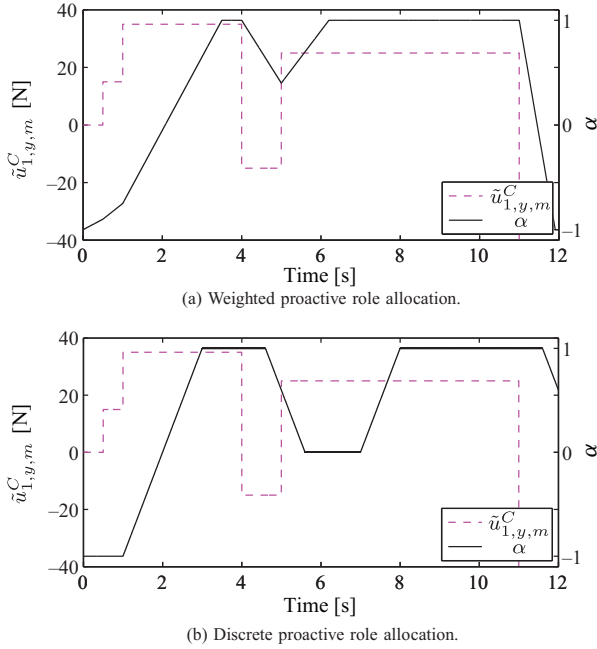 40
20
0
−20
−40
ũ^C_{1,y,m} [N]
1
0
−1
α
ũ^C_{1,y,m}
α
0 2 4 6 8 10 12
Time [s]
(a) Weighted proactive role allocation.
40
20
0
−20
−40
ũ^C_{1,y,m} [N]
1
0
−1
α
ũ^C_{1,y,m}
α
0 2 4 6 8 10 12
Time [s]
(b) Discrete proactive role allocation.